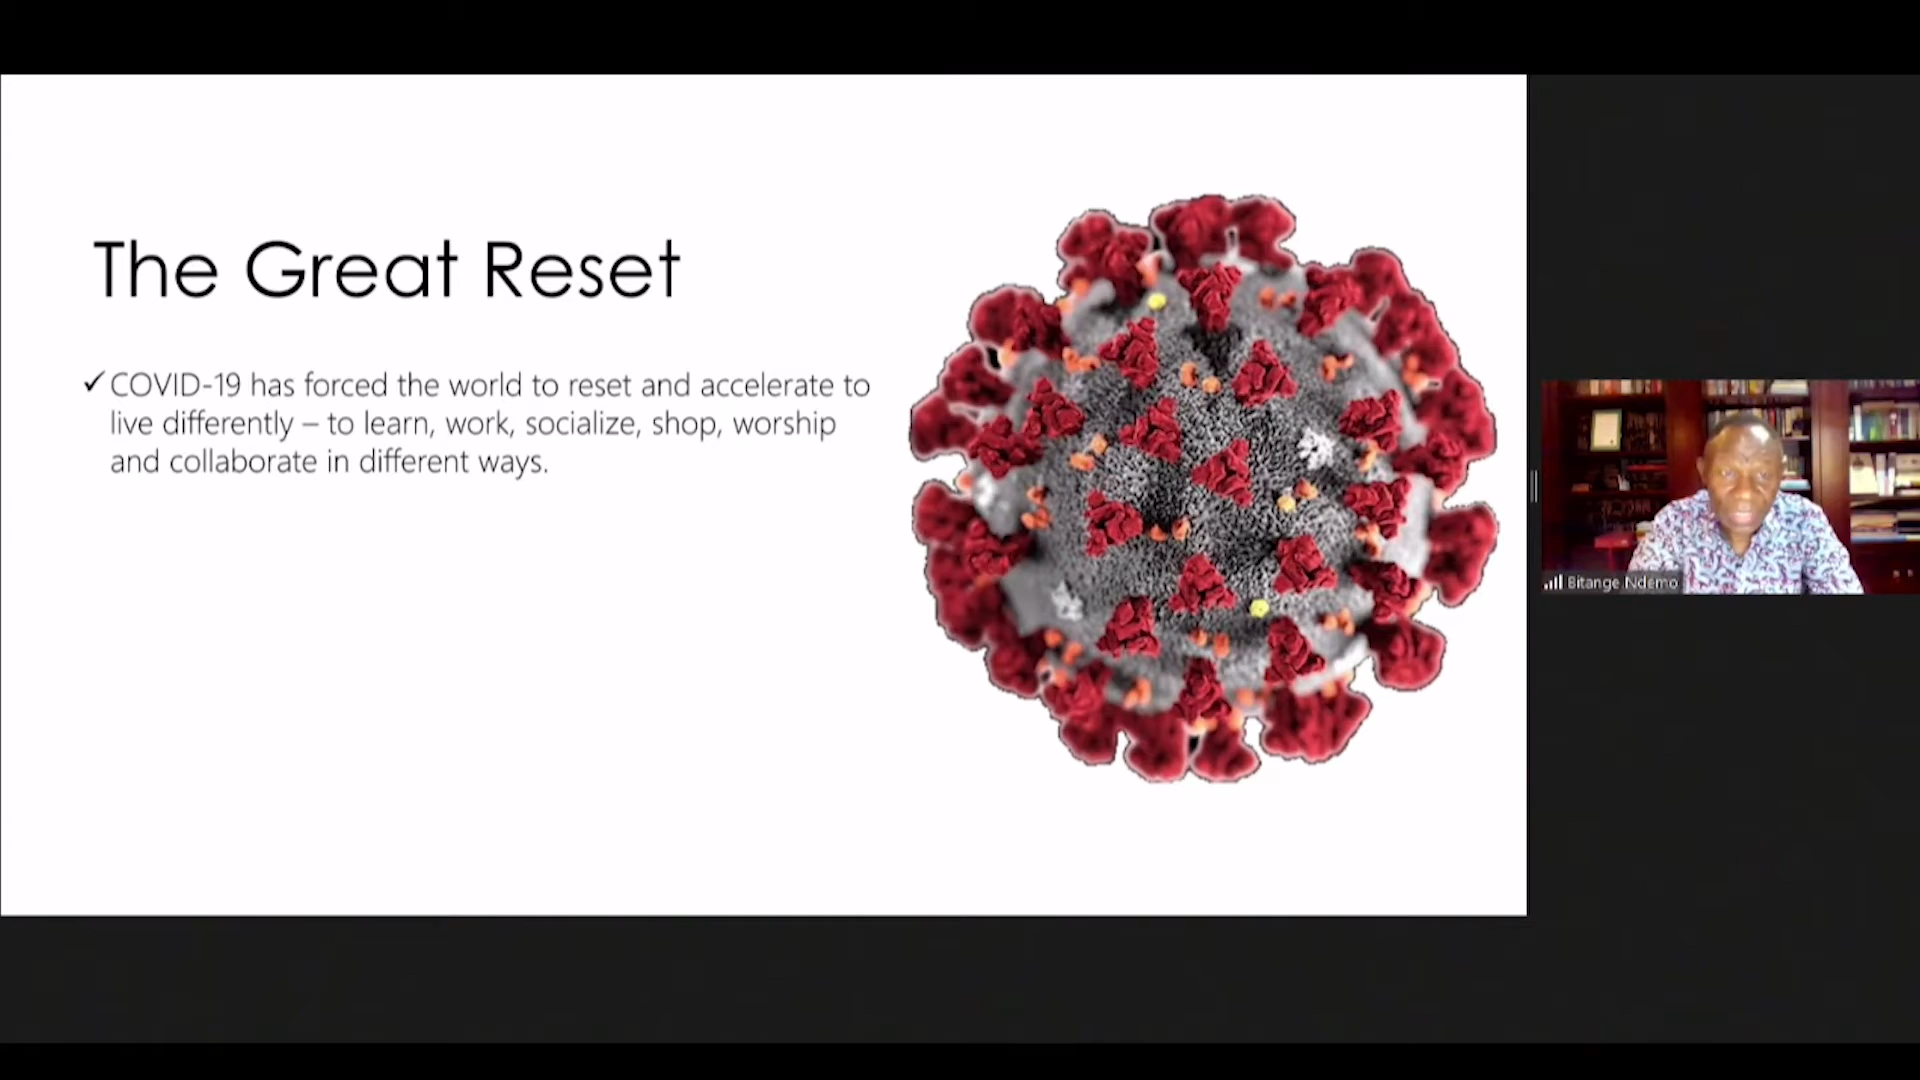 The Great Reset
✓COVID-19 has forced the world to reset and accelerate to
live differently – to learn, work, socialize, shop, worship
and collaborate in different ways.
Bitange Ndemo